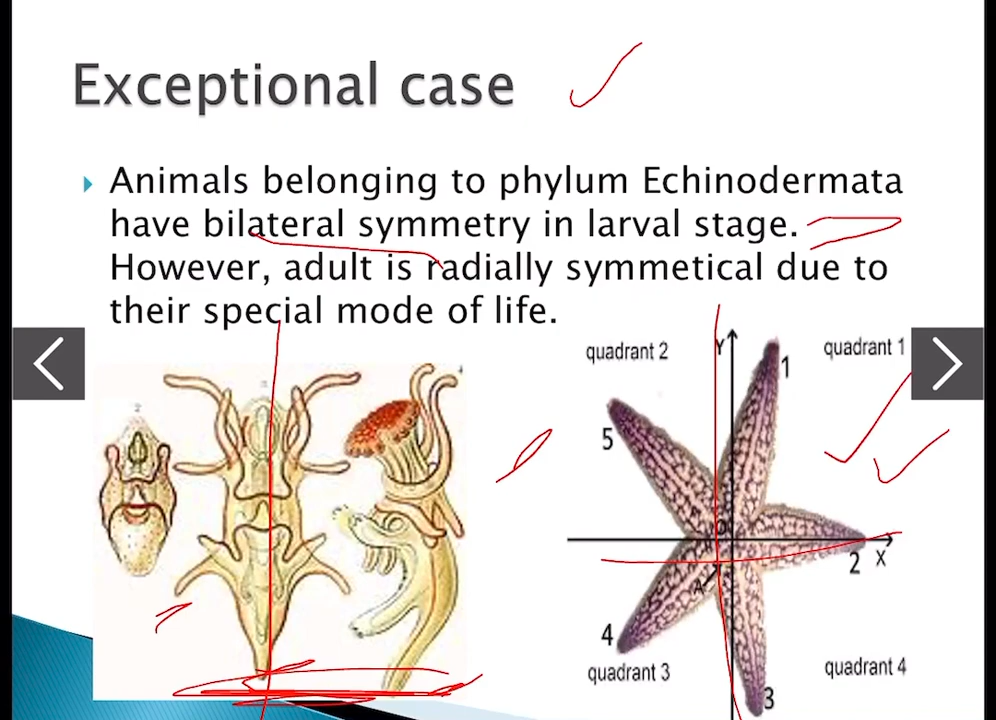 Exceptional case
Animals belonging to phylum Echinodermata
have bilateral symmetry in larval stage.
However, adult is radially symmetical due to
their special mode of life.
quadrant 2
Y
1
quadrant 1
5
2
X
4
quadrant 3
quadrant 4
3